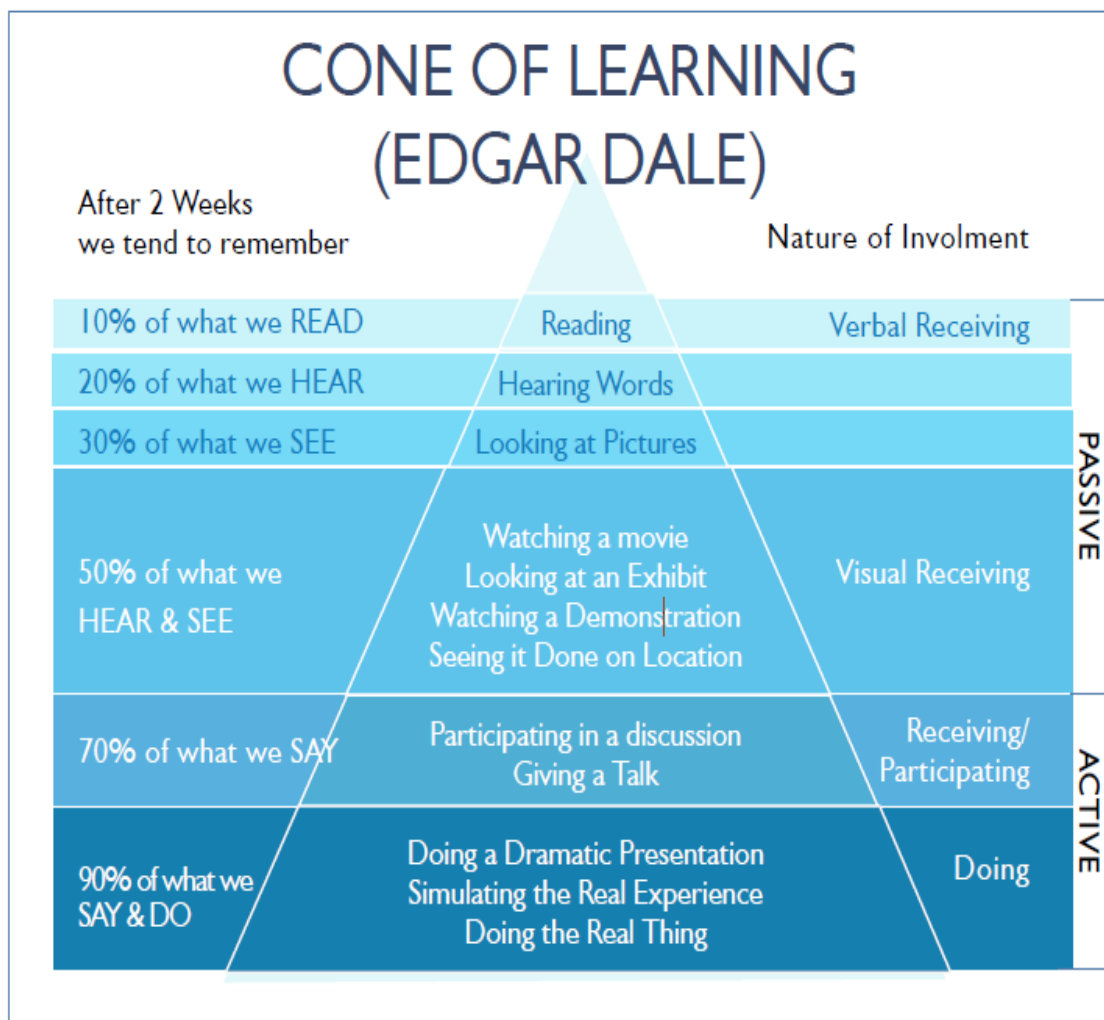 CONE OF LEARNING
(EDGAR DALE)
After 2 Weeks
we tend to remember
Nature of Involment
10% of what we READ
Reading
Verbal Receiving
20% of what we HEAR
Hearing Words
30% of what we SEE
Looking at Pictures
50% of what we
HEAR & SEE
Watching a movie
Looking at an Exhibit
Watching a Demonstration
Seeing it Done on Location
Visual Receiving
PASSIVE
70% of what we SAY
Participating in a discussion
Giving a Talk
Receiving/
Participating
90% of what we
SAY & DO
Doing a Dramatic Presentation
Simulating the Real Experience
Doing the Real Thing
Doing
ACTIVE